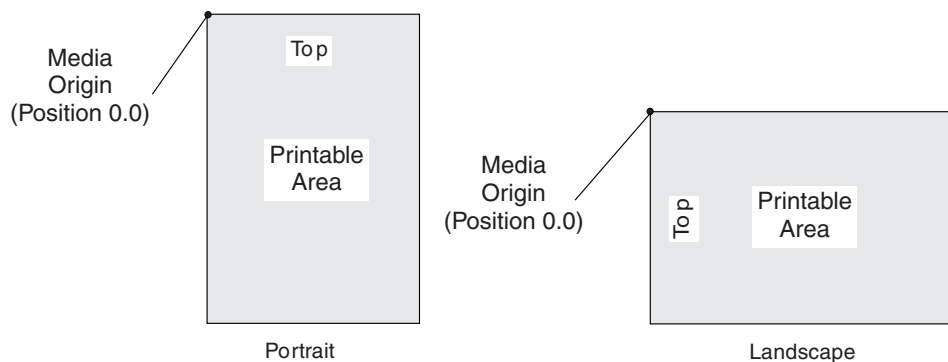 Top
Media
Origin
(Position 0.0)
Printable
Area
Portrait
Media
Origin
(Position 0.0)
Top
Printable
Area
Landscape